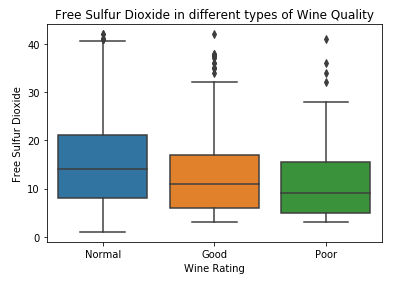 Free Sulfur Dioxide in different types of Wine Quality
Free Sulfur Dioxide
40
30
20
10
0
Normal
Good
Poor
Wine Rating